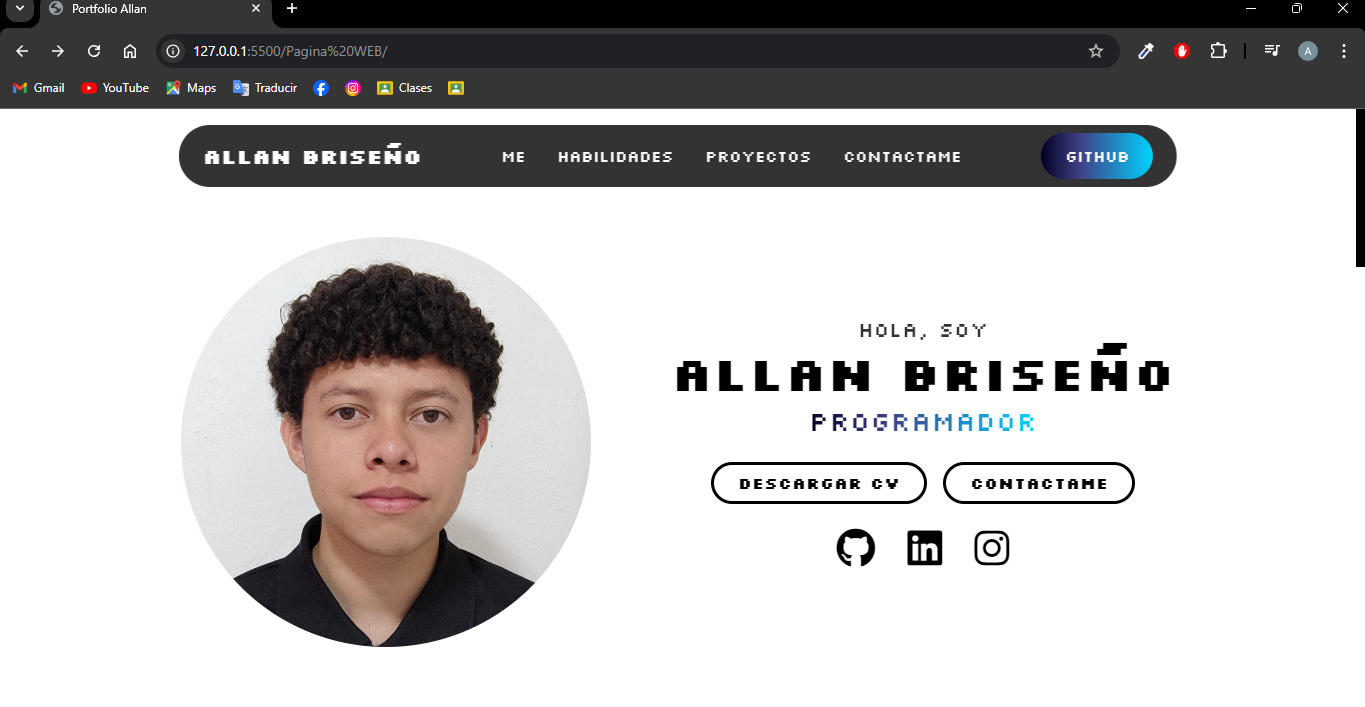 Portfolio Allan
127.0.0.1:5500/Pagina%20WEB/
A
Gmail YouTube Maps Traducir Clases
ALLAN BRISEÑO ME HABILIDADES PROYECTOS CONTACTAME GITHUB
HOLA, SOY
ALLAN BRISEÑO
PROGRAMADOR
DESCARGAR CV CONTACTAME
in